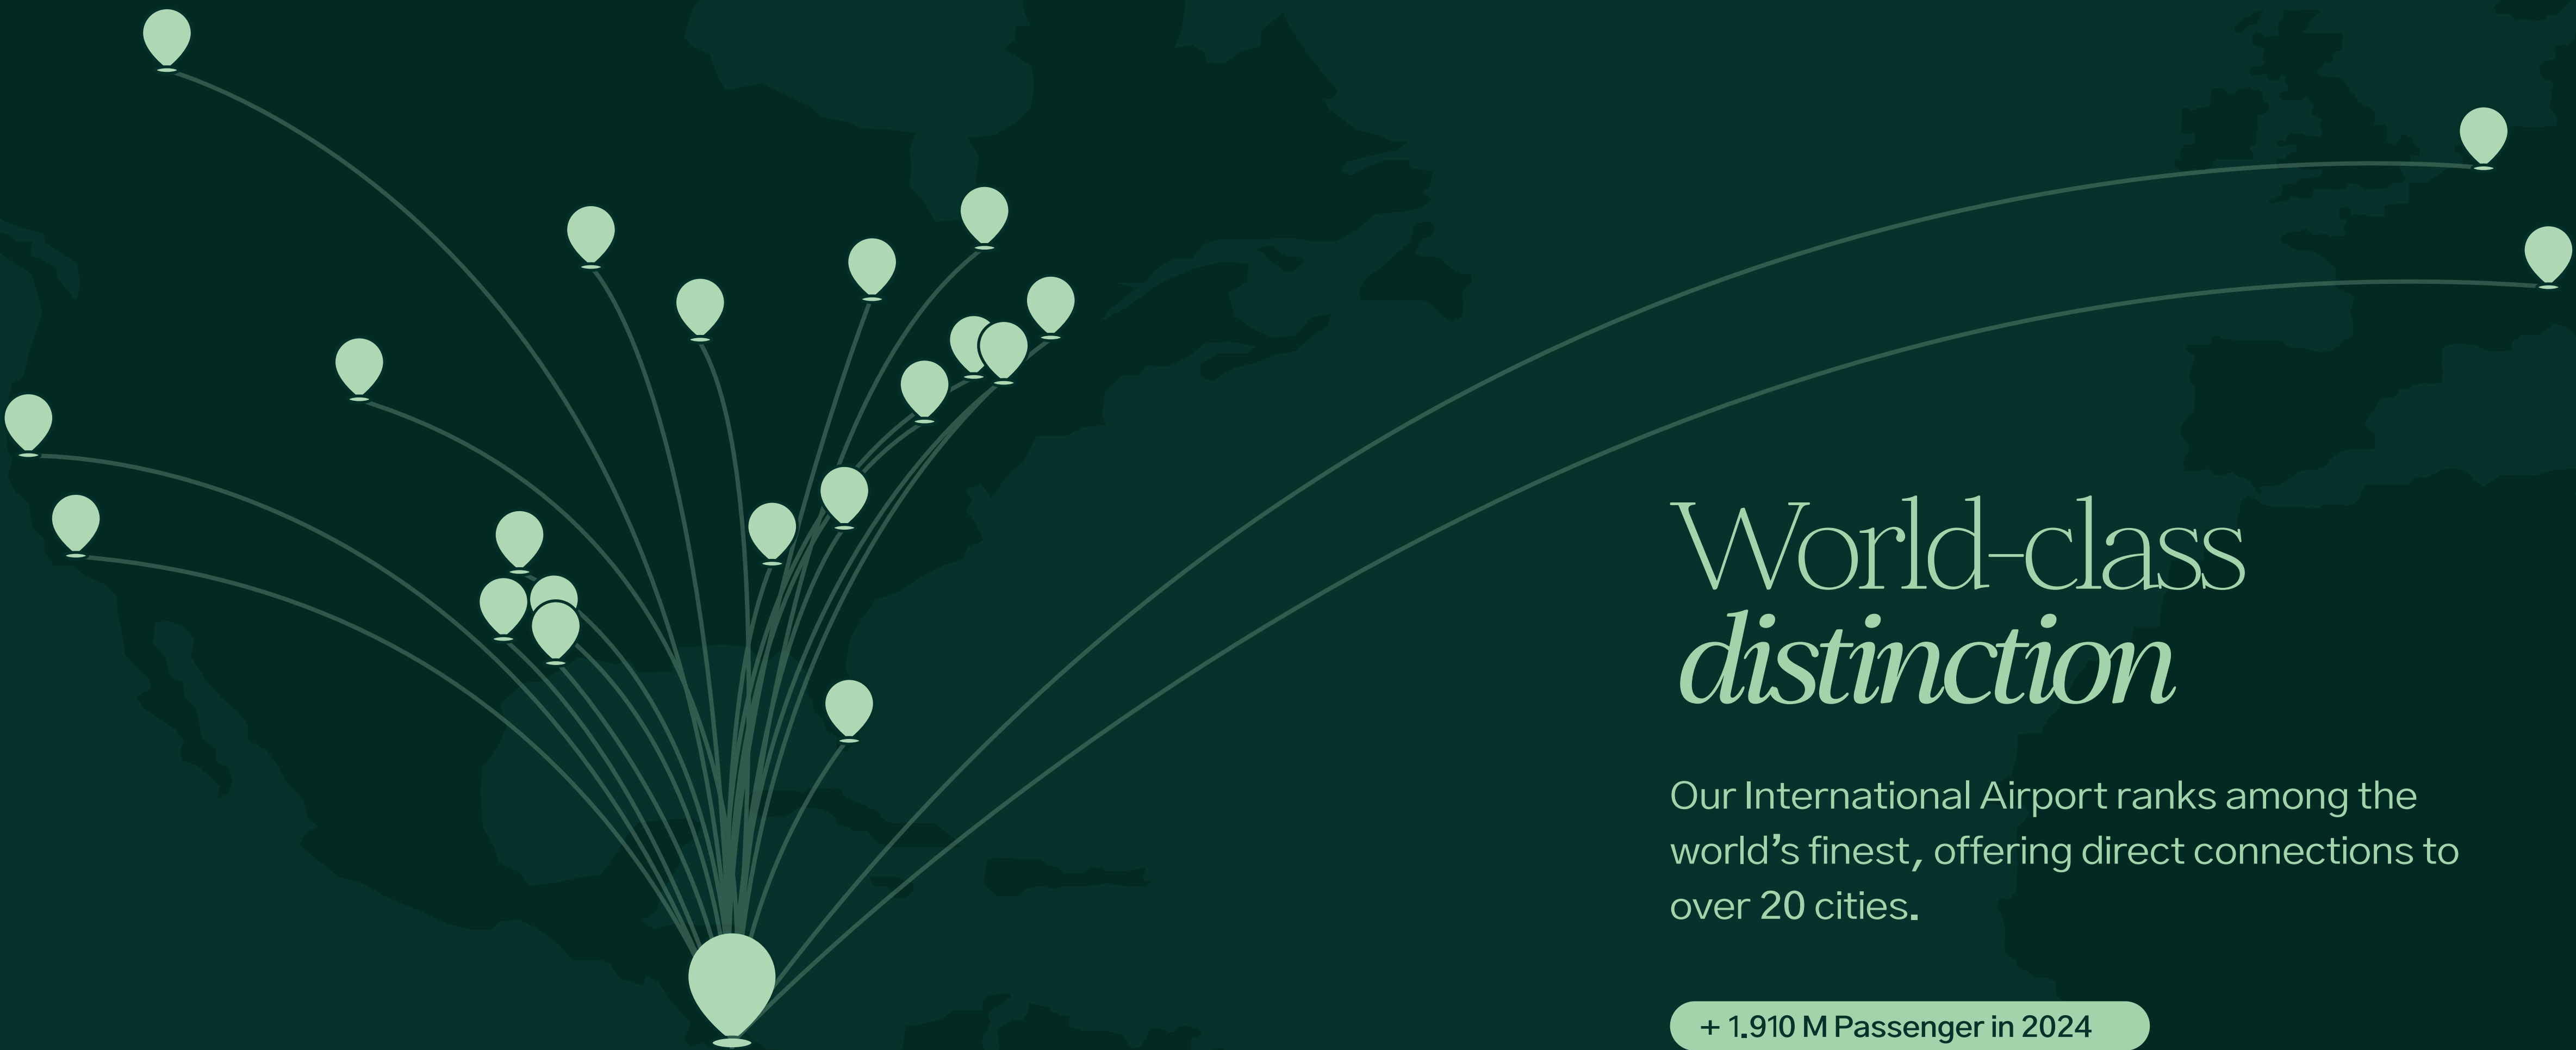 World-class
distinction
Our International Airport ranks among the
world’s finest, offering direct connections to
over 20 cities.
+ 1.910 M Passenger in 2024